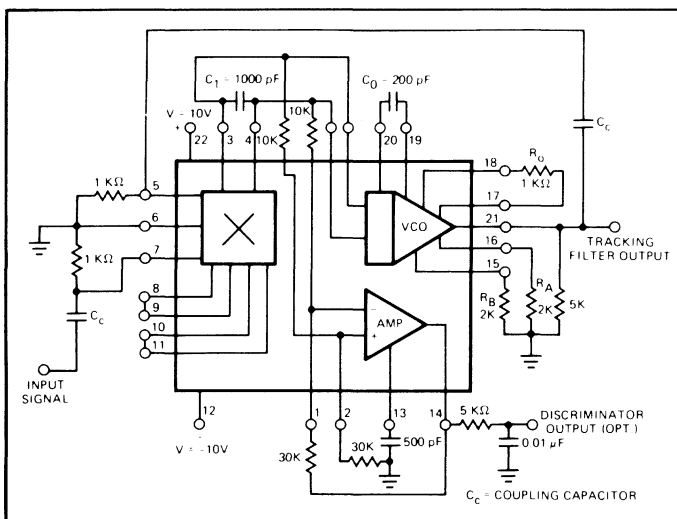 C1 = 1000 pF
C0 = 200 pF
V = 10V
+
10K
10K
CC
22
3
4
20
19
1 KΩ
5
18
R0
1 KΩ
17
6
VCO
21
TRACKING
FILTER OUTPUT
1 KΩ
7
16
15
8
RB
2K
RA
2K
5K
CC
9
-
AMP
+
10
11
INPUT
SIGNAL
12
1
2
13
14
5 KΩ
DISCRIMINATOR
OUTPUT (OPT.)
-
V = -10V
30K
30K
500 pF
0.01 µF
CC = COUPLING CAPACITOR